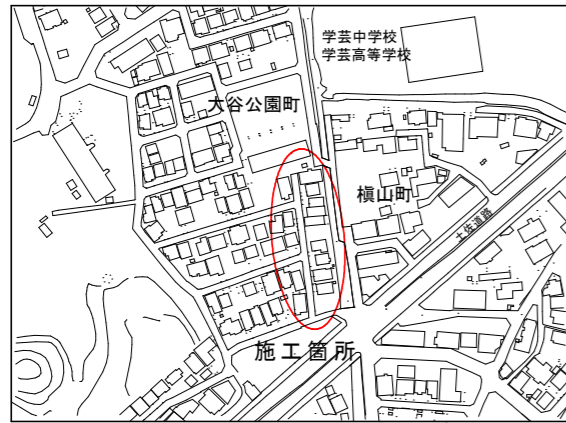 学芸中学校
学芸高等学校
大谷公園町
槇山町
土佐道路
施工箇所